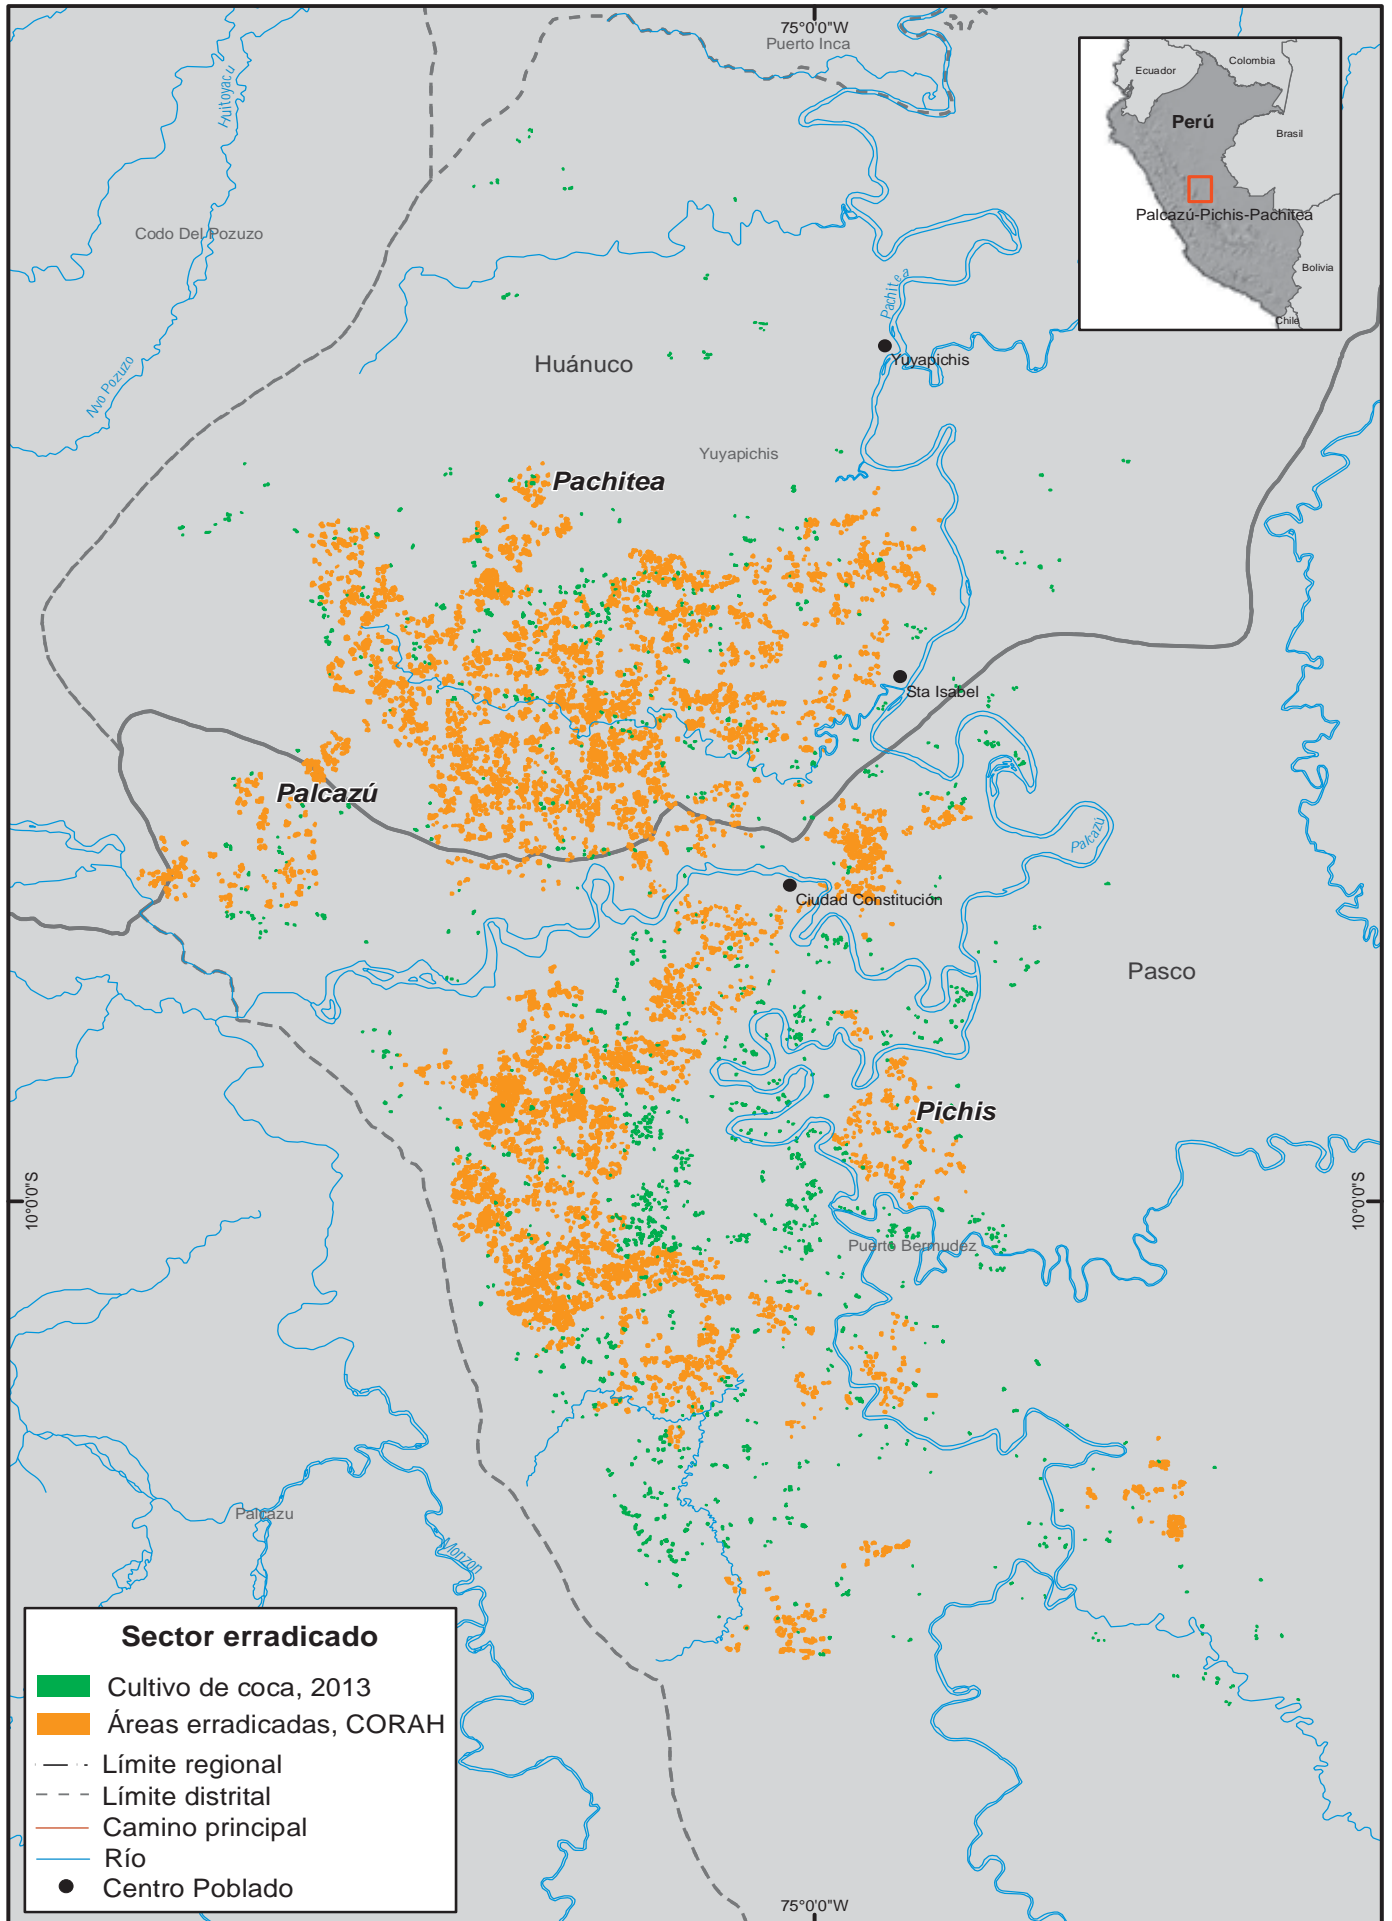 75°0'0"W
Puerto Inca
Ecuador
Colombia
Perú
Brasil
Palcazú-Pichis-Pachitea
Bolivia
Chile
Huitoyacu
Codo Del Pozuzo
Nvo Pozuzo
Pachitea
Huánuco
Yuyapichis
Yuyapichis
Pachitea
Sta Isabel
Palcazú
Palcazú
Ciudad Constitución
Pasco
Pichis
10°0'0"S
10°0'0"S
Puerto Bermudez
Palcazu
Monzon
Sector erradicado
Cultivo de coca, 2013
Áreas erradicadas, CORAH
Límite regional
Límite distrital
Camino principal
Río
Centro Poblado
75°0'0"W